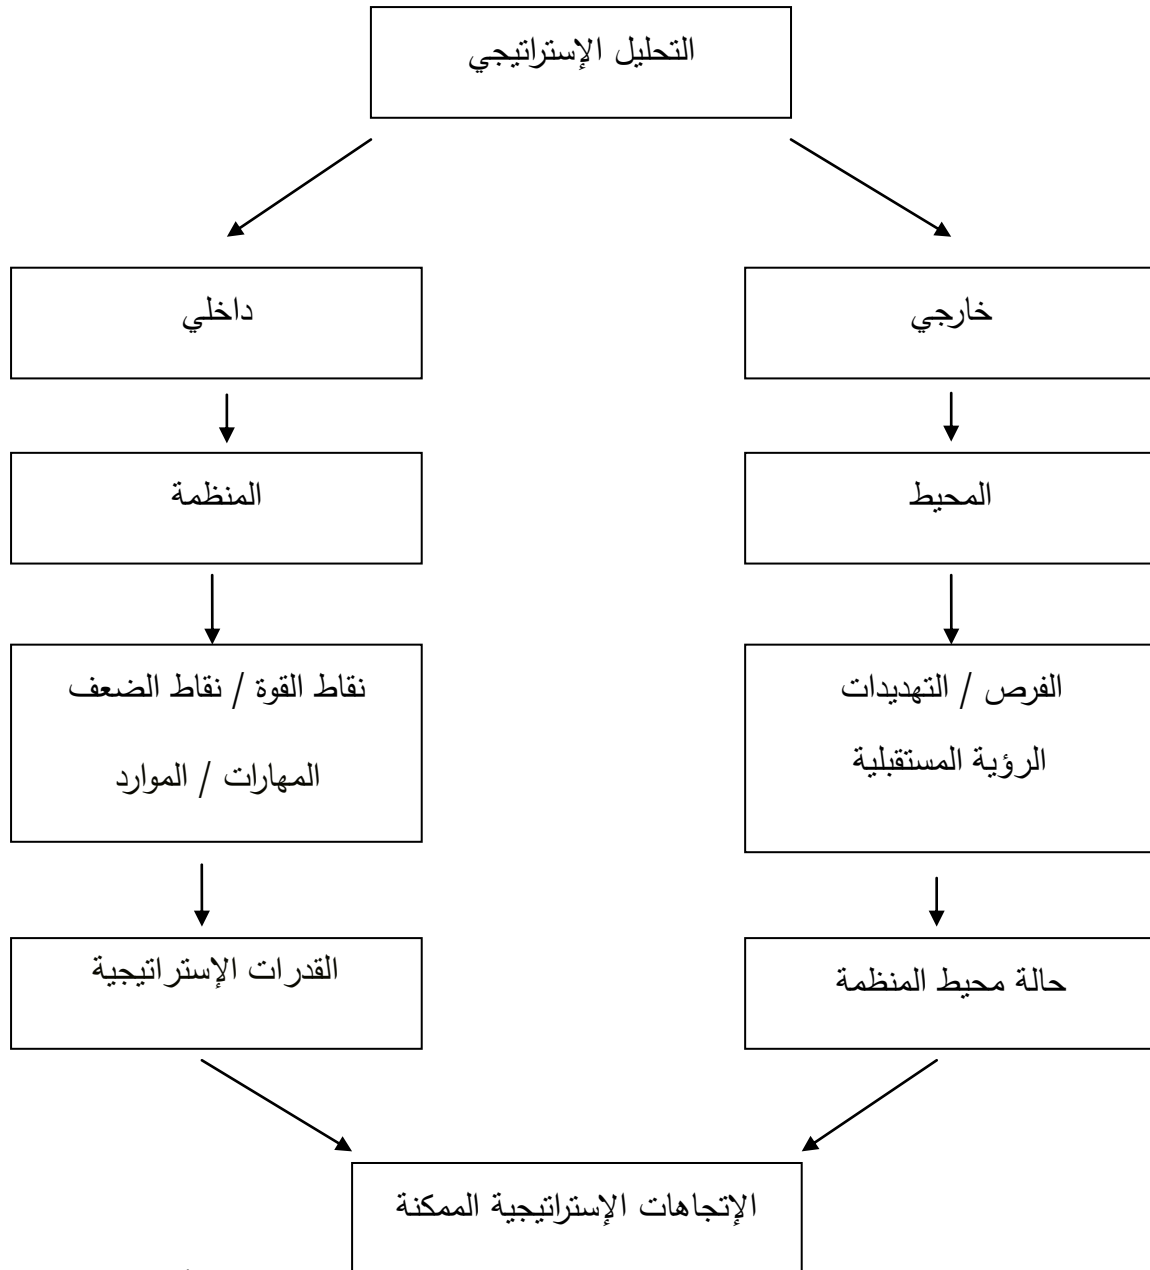 التحليل الإستراتيجي
خارجي
داخلي
المحيط
المنظمة
الفرص / التهديدات
الرؤية المستقبلية
نقاط القوة / نقاط الضعف
المهارات / الموارد
حالة محيط المنظمة
القدرات الإستراتيجية
الإتجاهات الإستراتيجية الممكنة